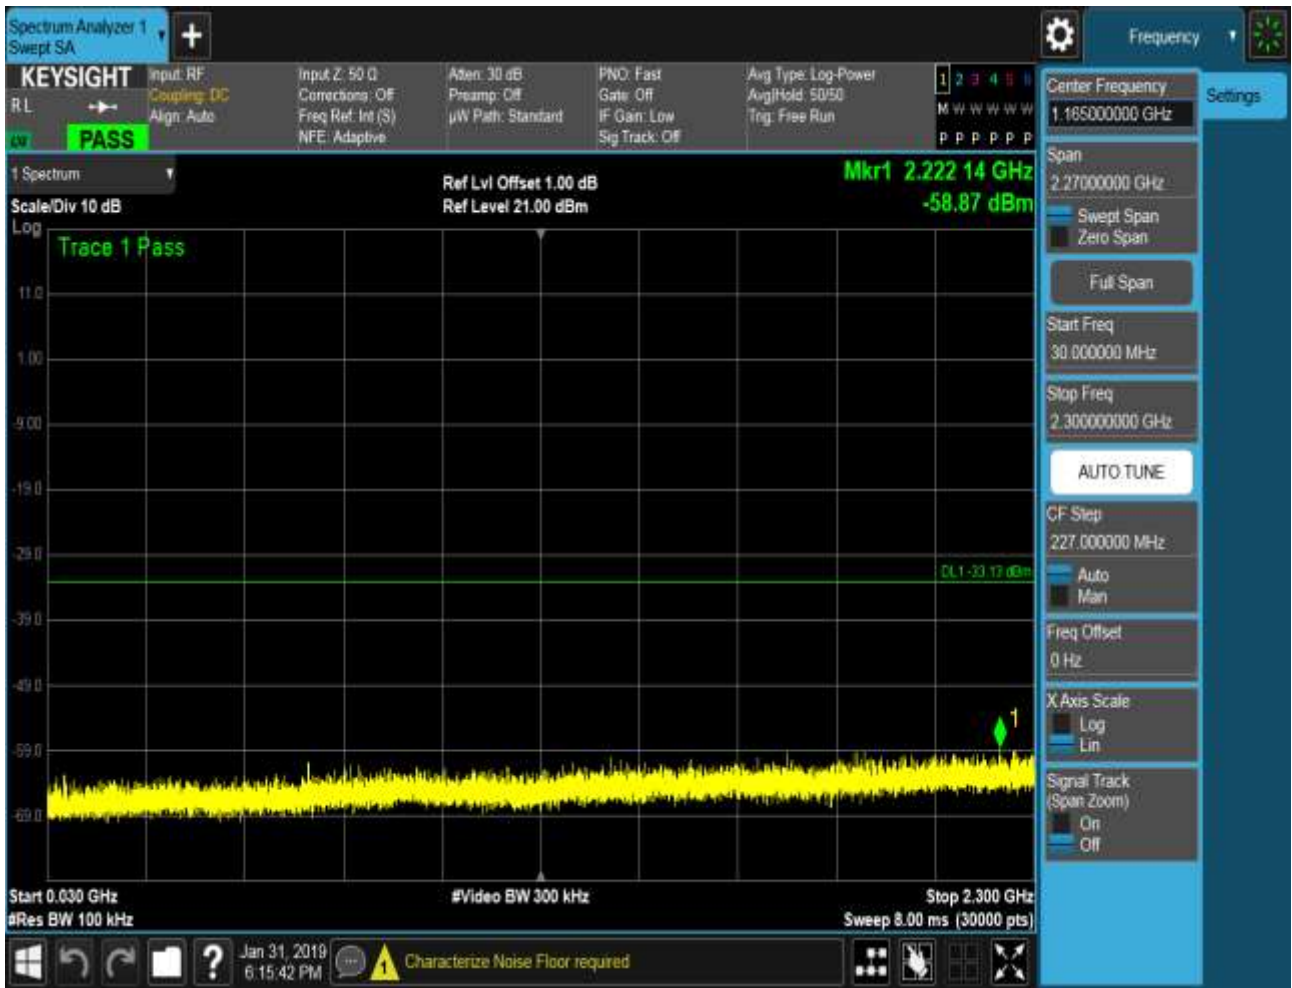 Spectrum Analyzer 1
Swept SA
Frequency
KEYSIGHT
R L
PASS
Input: RF
Coupling: DC
Align: Auto
Input Z: 50 Ω
Corrections: Off
Freq Ref: Int (S)
NFE: Adaptive
Atten: 30 dB
Preamp: Off
µW Path: Standard
PNO: Fast
Gate: Off
IF Gain: Low
Sig Track: Off
Avg Type: Log-Power
Avg|Hold: 50/50
Trig: Free Run
1 2 3 4 5 6
M W W W W W
P P P P P P
1 Spectrum
Scale/Div 10 dB
Log
Ref Lvl Offset 1.00 dB
Ref Level 21.00 dBm
Mkr1 2.222 14 GHz
-58.87 dBm
Trace 1 Pass
11.0
1.00
-9.00
-19.0
-29.0
DL1 -33.13 dBm
-39.0
-49.0
1
-59.0
-69.0
Start 0.030 GHz
#Res BW 100 kHz
#Video BW 300 kHz
Stop 2.300 GHz
Sweep 8.00 ms (30000 pts)
Center Frequency
1.165000000 GHz
Settings
Span
2.27000000 GHz
Swept Span
Zero Span
Full Span
Start Freq
30.000000 MHz
Stop Freq
2.300000000 GHz
AUTO TUNE
CF Step
227.000000 MHz
Auto
Man
Freq Offset
0 Hz
X Axis Scale
Log
Lin
Signal Track
(Span Zoom)
On
Off
?
Jan 31, 2019
6:15:42 PM
1
Characterize Noise Floor required